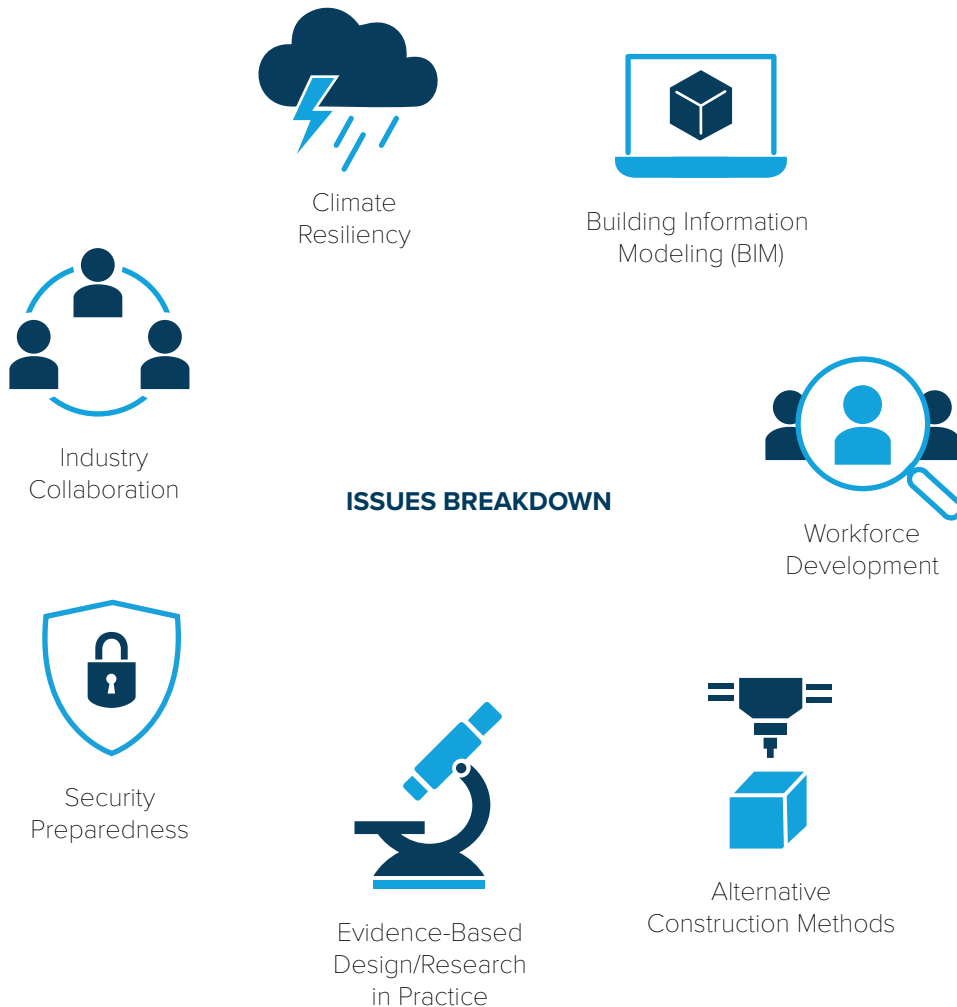 Climate
Resiliency
Building Information
Modeling (BIM)
Industry
Collaboration
ISSUES BREAKDOWN
Workforce
Development
Security
Preparedness
Alternative
Construction Methods
Evidence-Based
Design/Research
in Practice